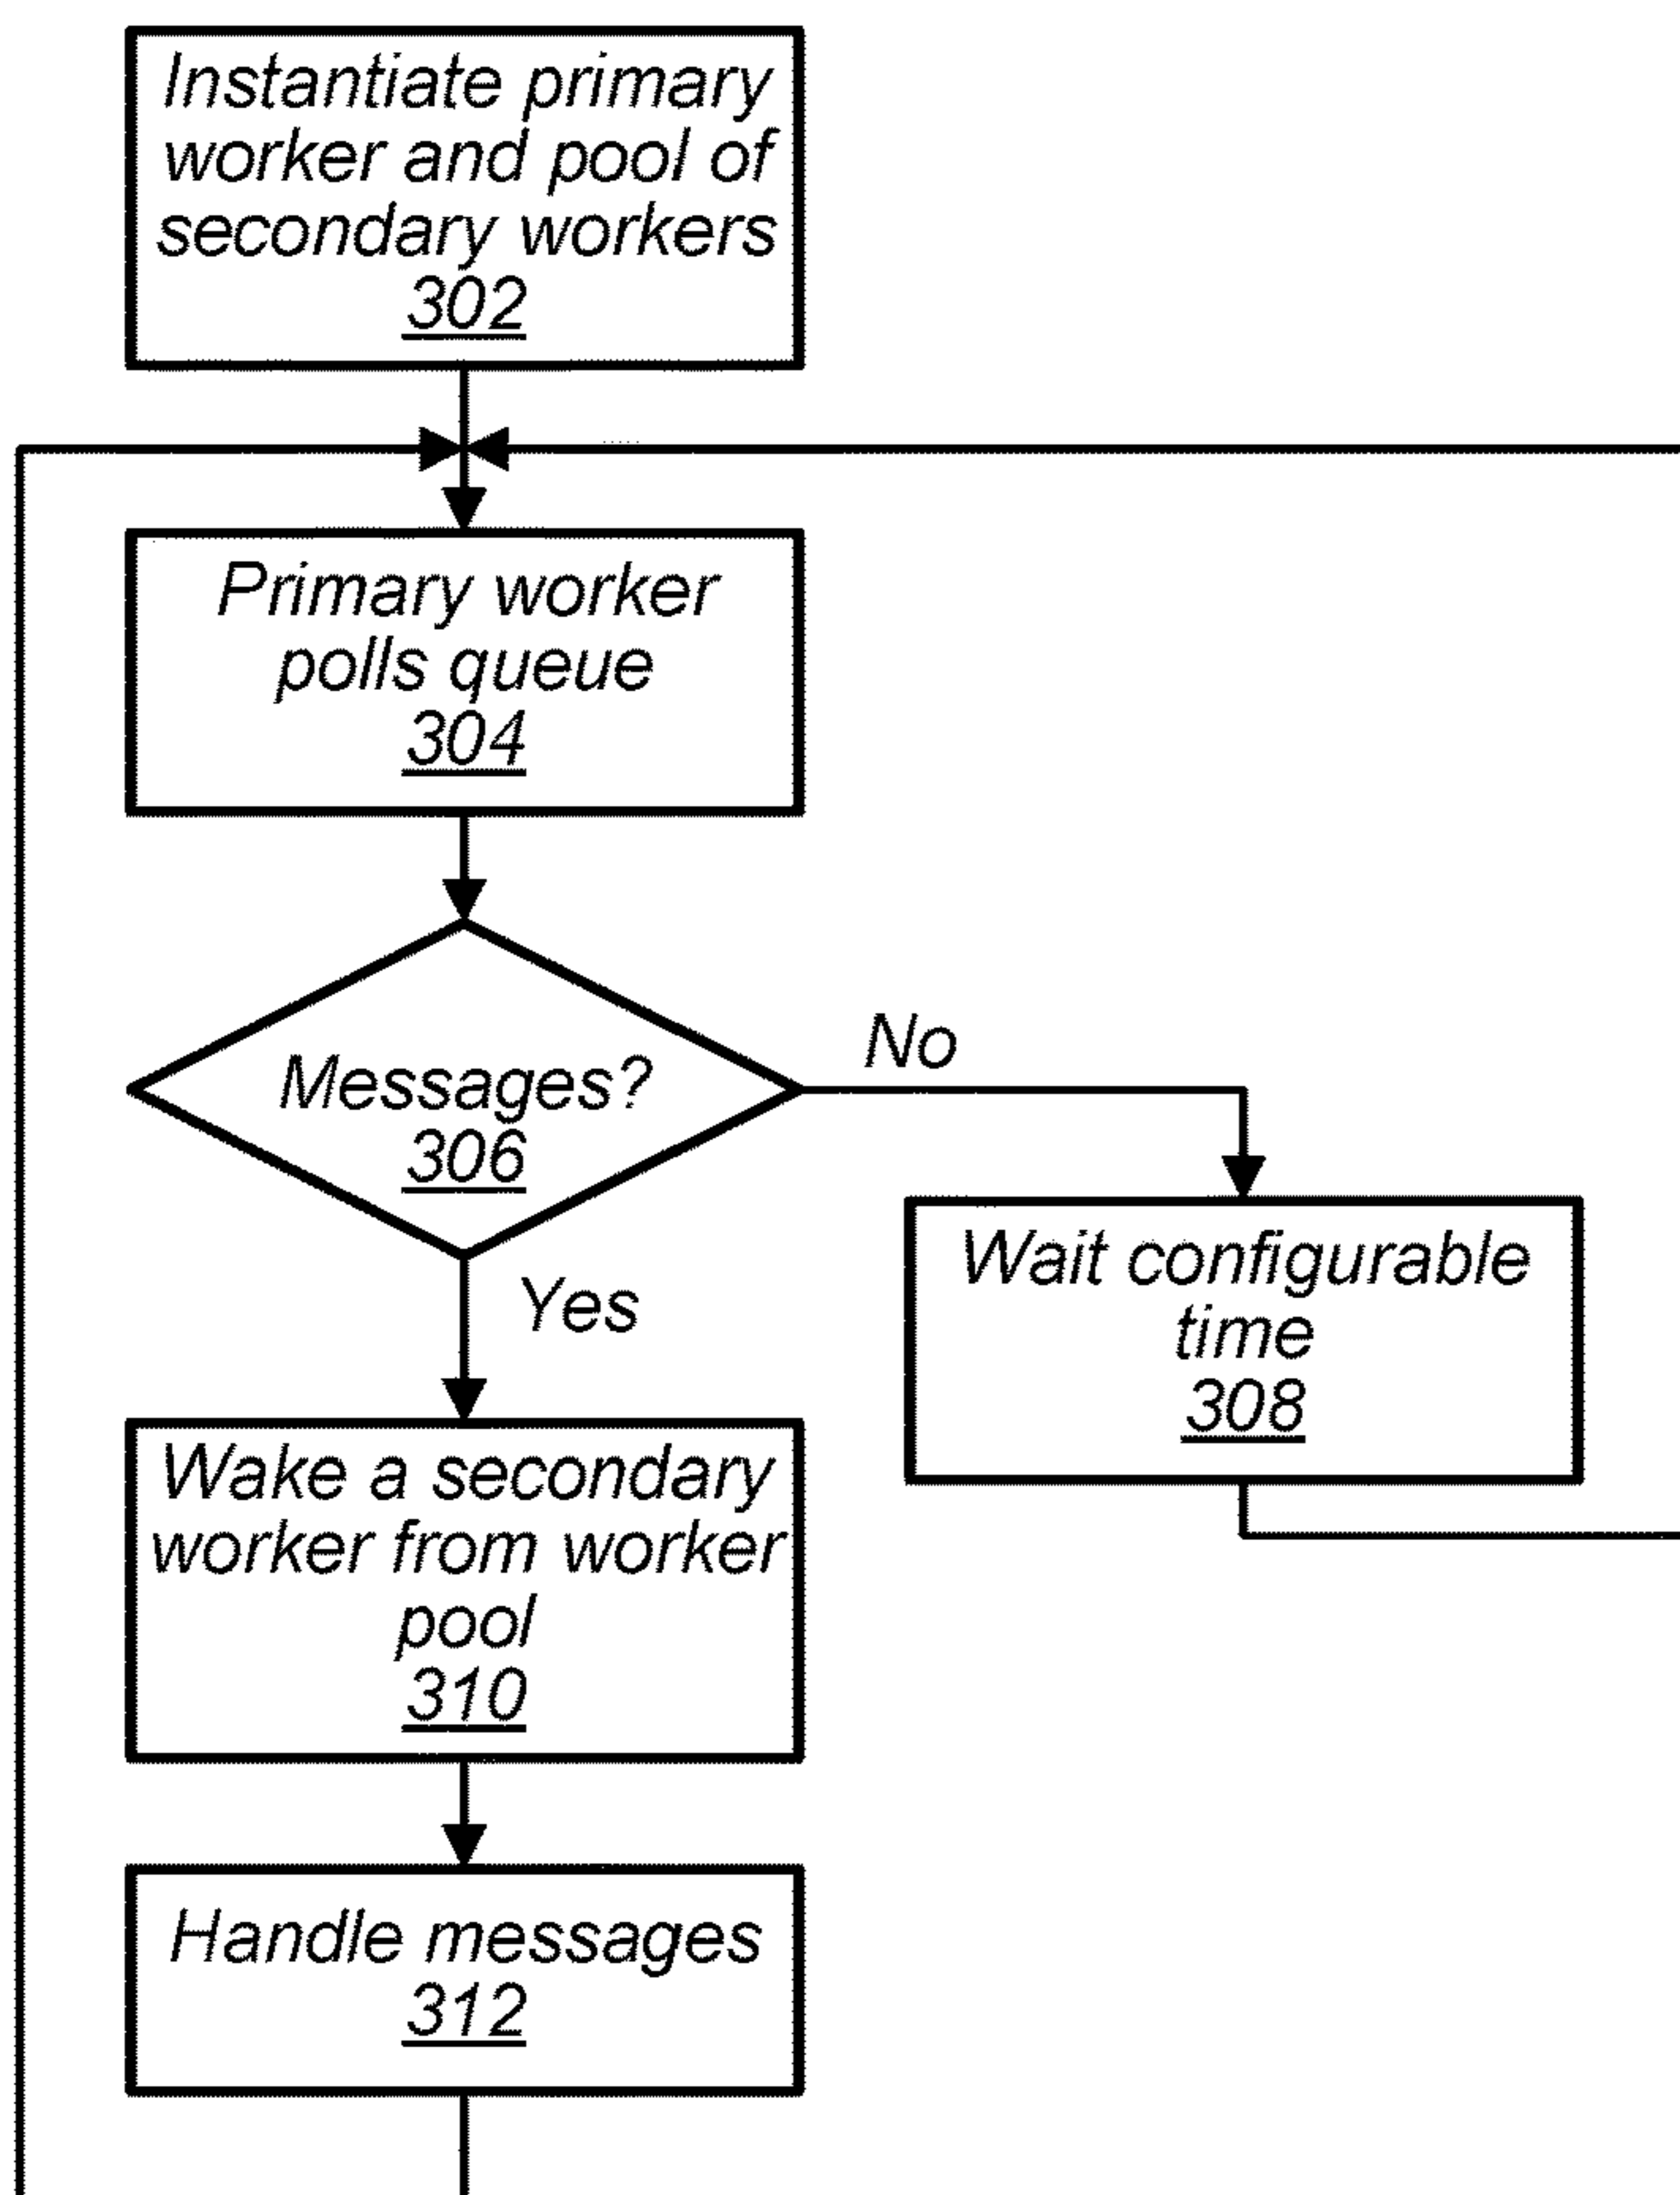 Instantiate primary
worker and pool of
secondary workers
302
Primary worker
polls queue
304
Messages?
306
No
Yes
Wait configurable
time
308
Wake a secondary
worker from worker
pool
310
Handle messages
312